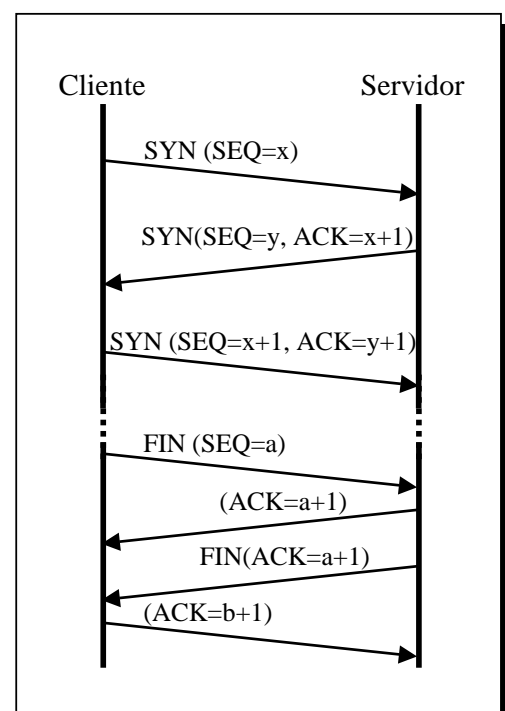 Cliente Servidor
SYN (SEQ=x)
SYN(SEQ=y, ACK=x+1)
SYN (SEQ=x+1, ACK=y+1)
FIN (SEQ=a)
(ACK=a+1)
FIN(ACK=a+1)
(ACK=b+1)